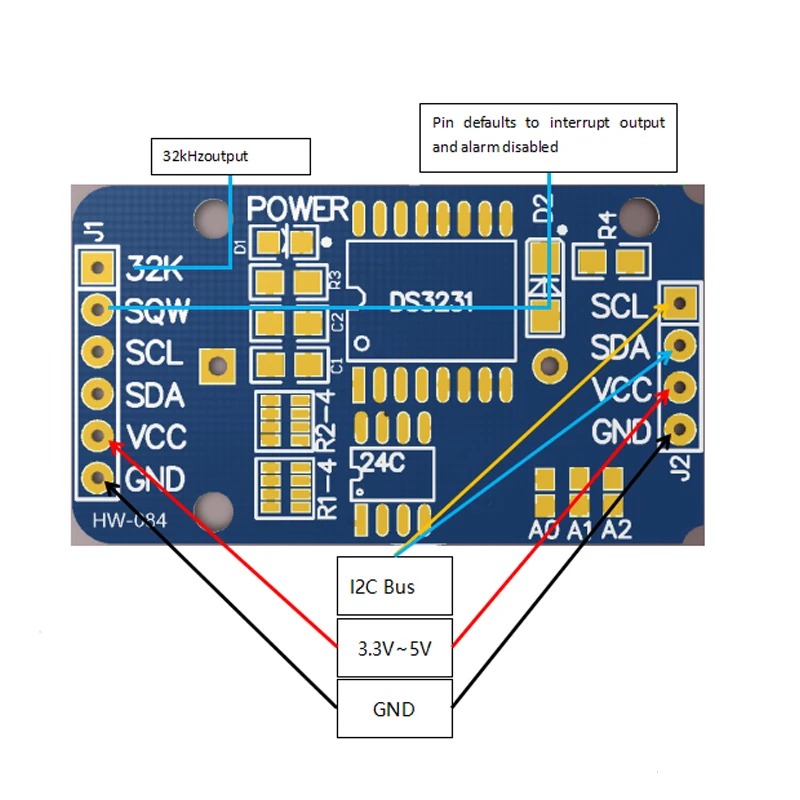 Pin defaults to interrupt output
and alarm disabled
32kHzoutput
POWER
D2
J1
D1
R4
32K
R3
SQW
DS3231
SCL
C2
SCL
SDA
C1
SDA
VCC
R2-4
VCC
GND
24C
J2
GND
R1-4
HW-084
A0 A1 A2
I2C Bus
3.3V~5V
GND